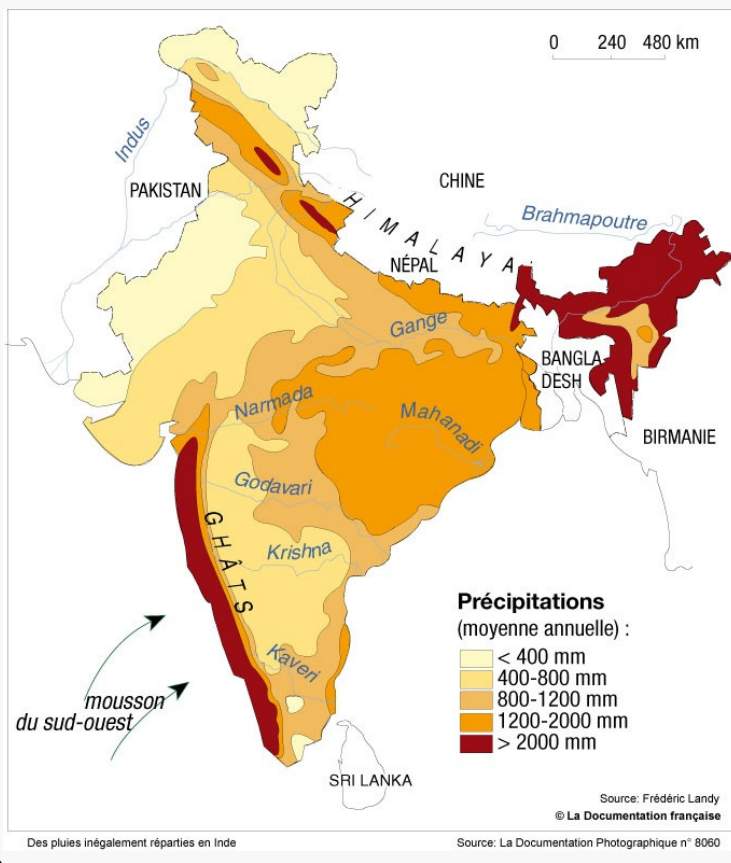 0 240 480 km
Indus
PAKISTAN
CHINE
HIMALAYA
Brahmapoutre
NÉPAL
Gange
BANGLA
DESH
BIRMANIE
Narmada
Mahanadi
Godavari
GHÂTS
Krishna
Kaveri
mousson
du sud-ouest
SRI LANKA
Précipitations
(moyenne annuelle) :
< 400 mm
400-800 mm
800-1200 mm
1200-2000 mm
> 2000 mm
Source: Frédéric Landy
© La Documentation française
Des pluies inégalement réparties en Inde
Source: La Documentation Photographique n° 8060